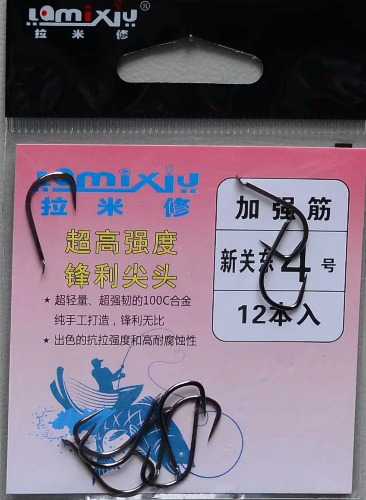 Lamixiu®
拉米修
Lamixiu
拉米修
超高强度
锋利尖头
★超轻量、超强韧的100C合金
纯手工打造，锋利无比
★出色的抗拉强度和高耐腐蚀性
加强筋
新关东4号
12本入